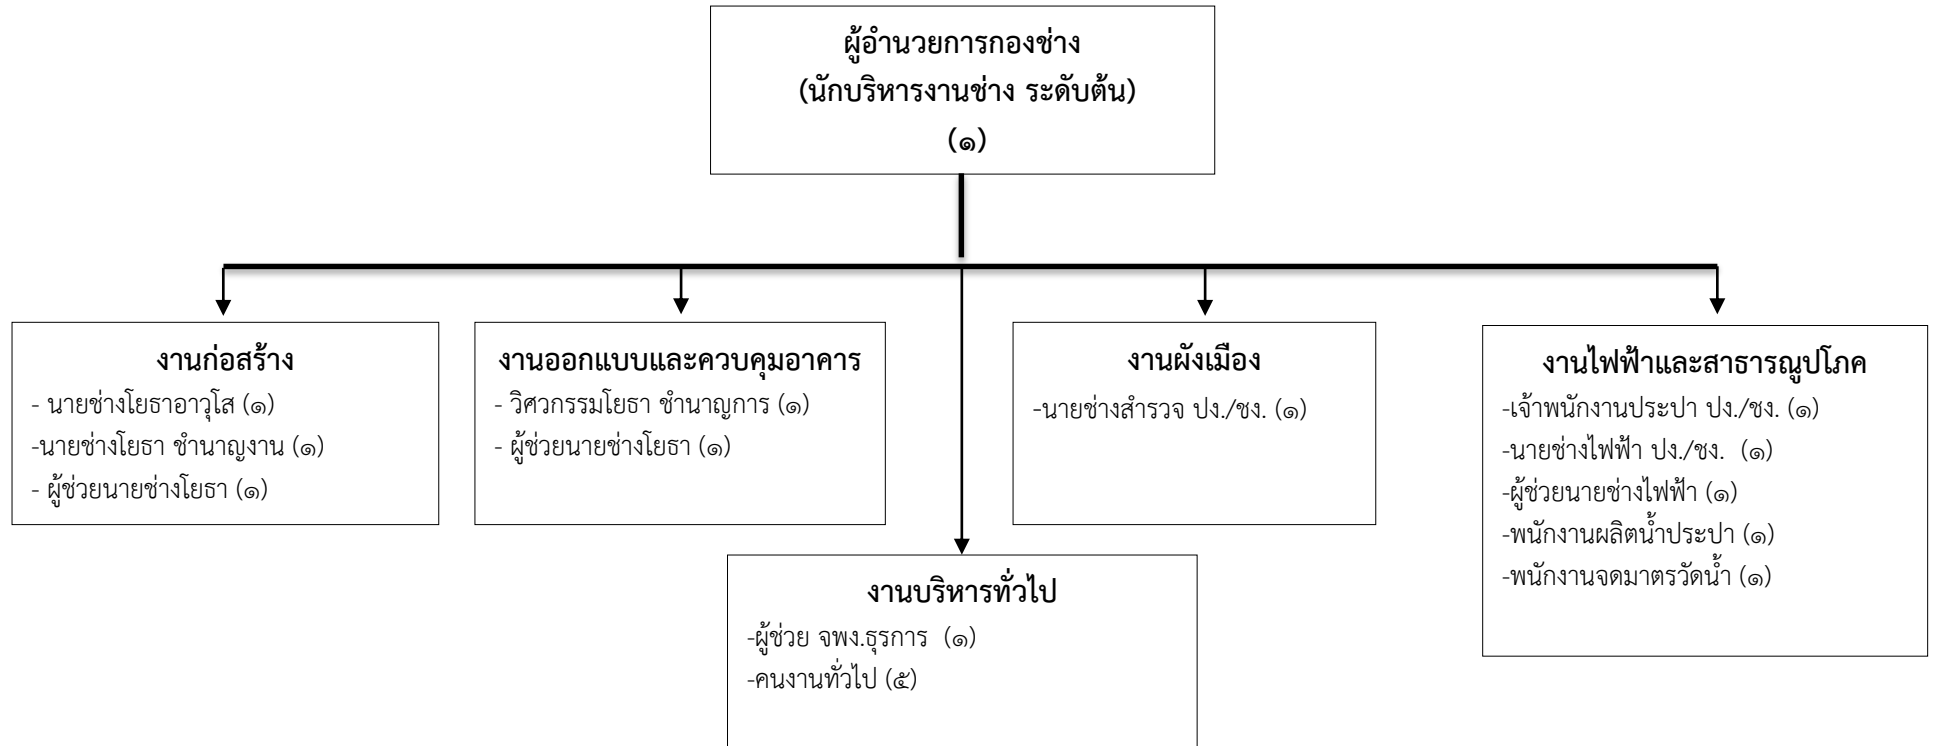 ผู้อำนวยการกองช่าง
(นักบริหารงานช่าง ระดับต้น)
(๑)
งานก่อสร้าง
- นายช่างโยธาอาวุโส (๑)
-นายช่างโยธา ชำนาญงาน (๑)
- ผู้ช่วยนายช่างโยธา (๑)
งานออกแบบและควบคุมอาคาร
- วิศวกรรมโยธา ชำนาญการ (๑)
- ผู้ช่วยนายช่างโยธา (๑)
งานผังเมือง
-นายช่างสำรวจ ปง./ชง. (๑)
งานไฟฟ้าและสาธารณูปโภค
-เจ้าพนักงานประปา ปง./ชง. (๑)
-นายช่างไฟฟ้า ปง./ชง. (๑)
-ผู้ช่วยนายช่างไฟฟ้า (๑)
-พนักงานผลิตน้ำประปา (๑)
-พนักงานจดมาตรวัดน้ำ (๑)
งานบริหารทั่วไป
-ผู้ช่วย จพง.ธุรการ (๑)
-คนงานทั่วไป (๕)